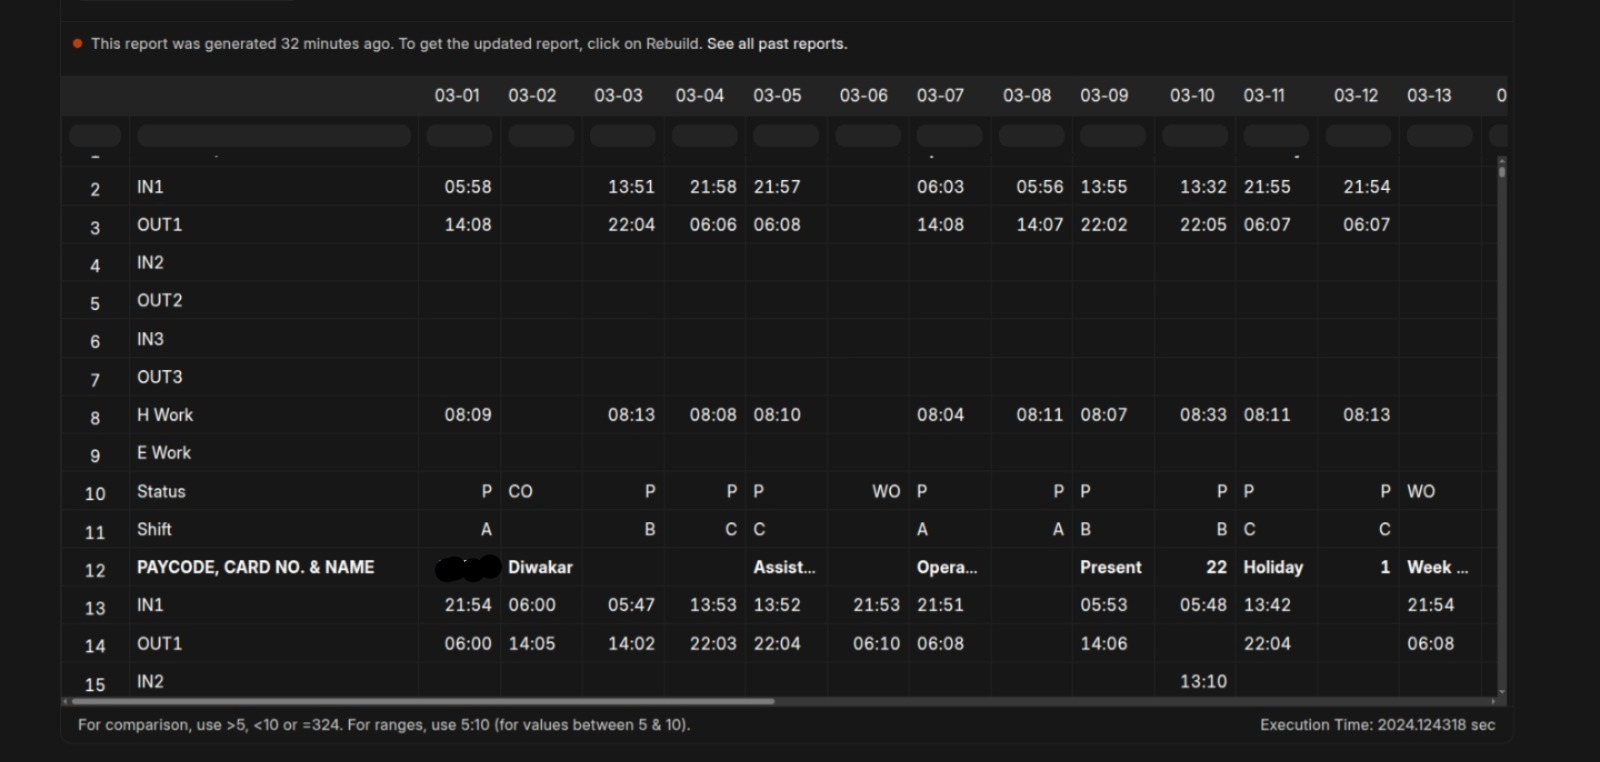 This report was generated 32 minutes ago. To get the updated report, click on Rebuild. See all past reports.
03-01 03-02 03-03 03-04 03-05 03-06 03-07 03-08 03-09 03-10 03-11 03-12 03-13 0
2 IN1 05:58 13:51 21:58 21:57 06:03 05:56 13:55 13:32 21:55 21:54
3 OUT1 14:08 22:04 06:06 06:08 14:08 14:07 22:02 22:05 06:07 06:07
4 IN2
5 OUT2
6 IN3
7 OUT3
8 H Work 08:09 08:13 08:08 08:10 08:04 08:11 08:07 08:33 08:11 08:13
9 E Work
10 Status P CO P P P WO P P P P P P WO
11 Shift A B C C A A B B C C
12 PAYCODE, CARD NO. & NAME Diwakar Assist... Opera... Present 22 Holiday 1 Week ...
13 IN1 21:54 06:00 05:47 13:53 13:52 21:53 21:51 05:53 05:48 13:42 21:54
14 OUT1 06:00 14:05 14:02 22:03 22:04 06:10 06:08 14:06 22:04 06:08
15 IN2 13:10
For comparison, use >5, <10 or =324. For ranges, use 5:10 (for values between 5 & 10).
Execution Time: 2024.124318 sec